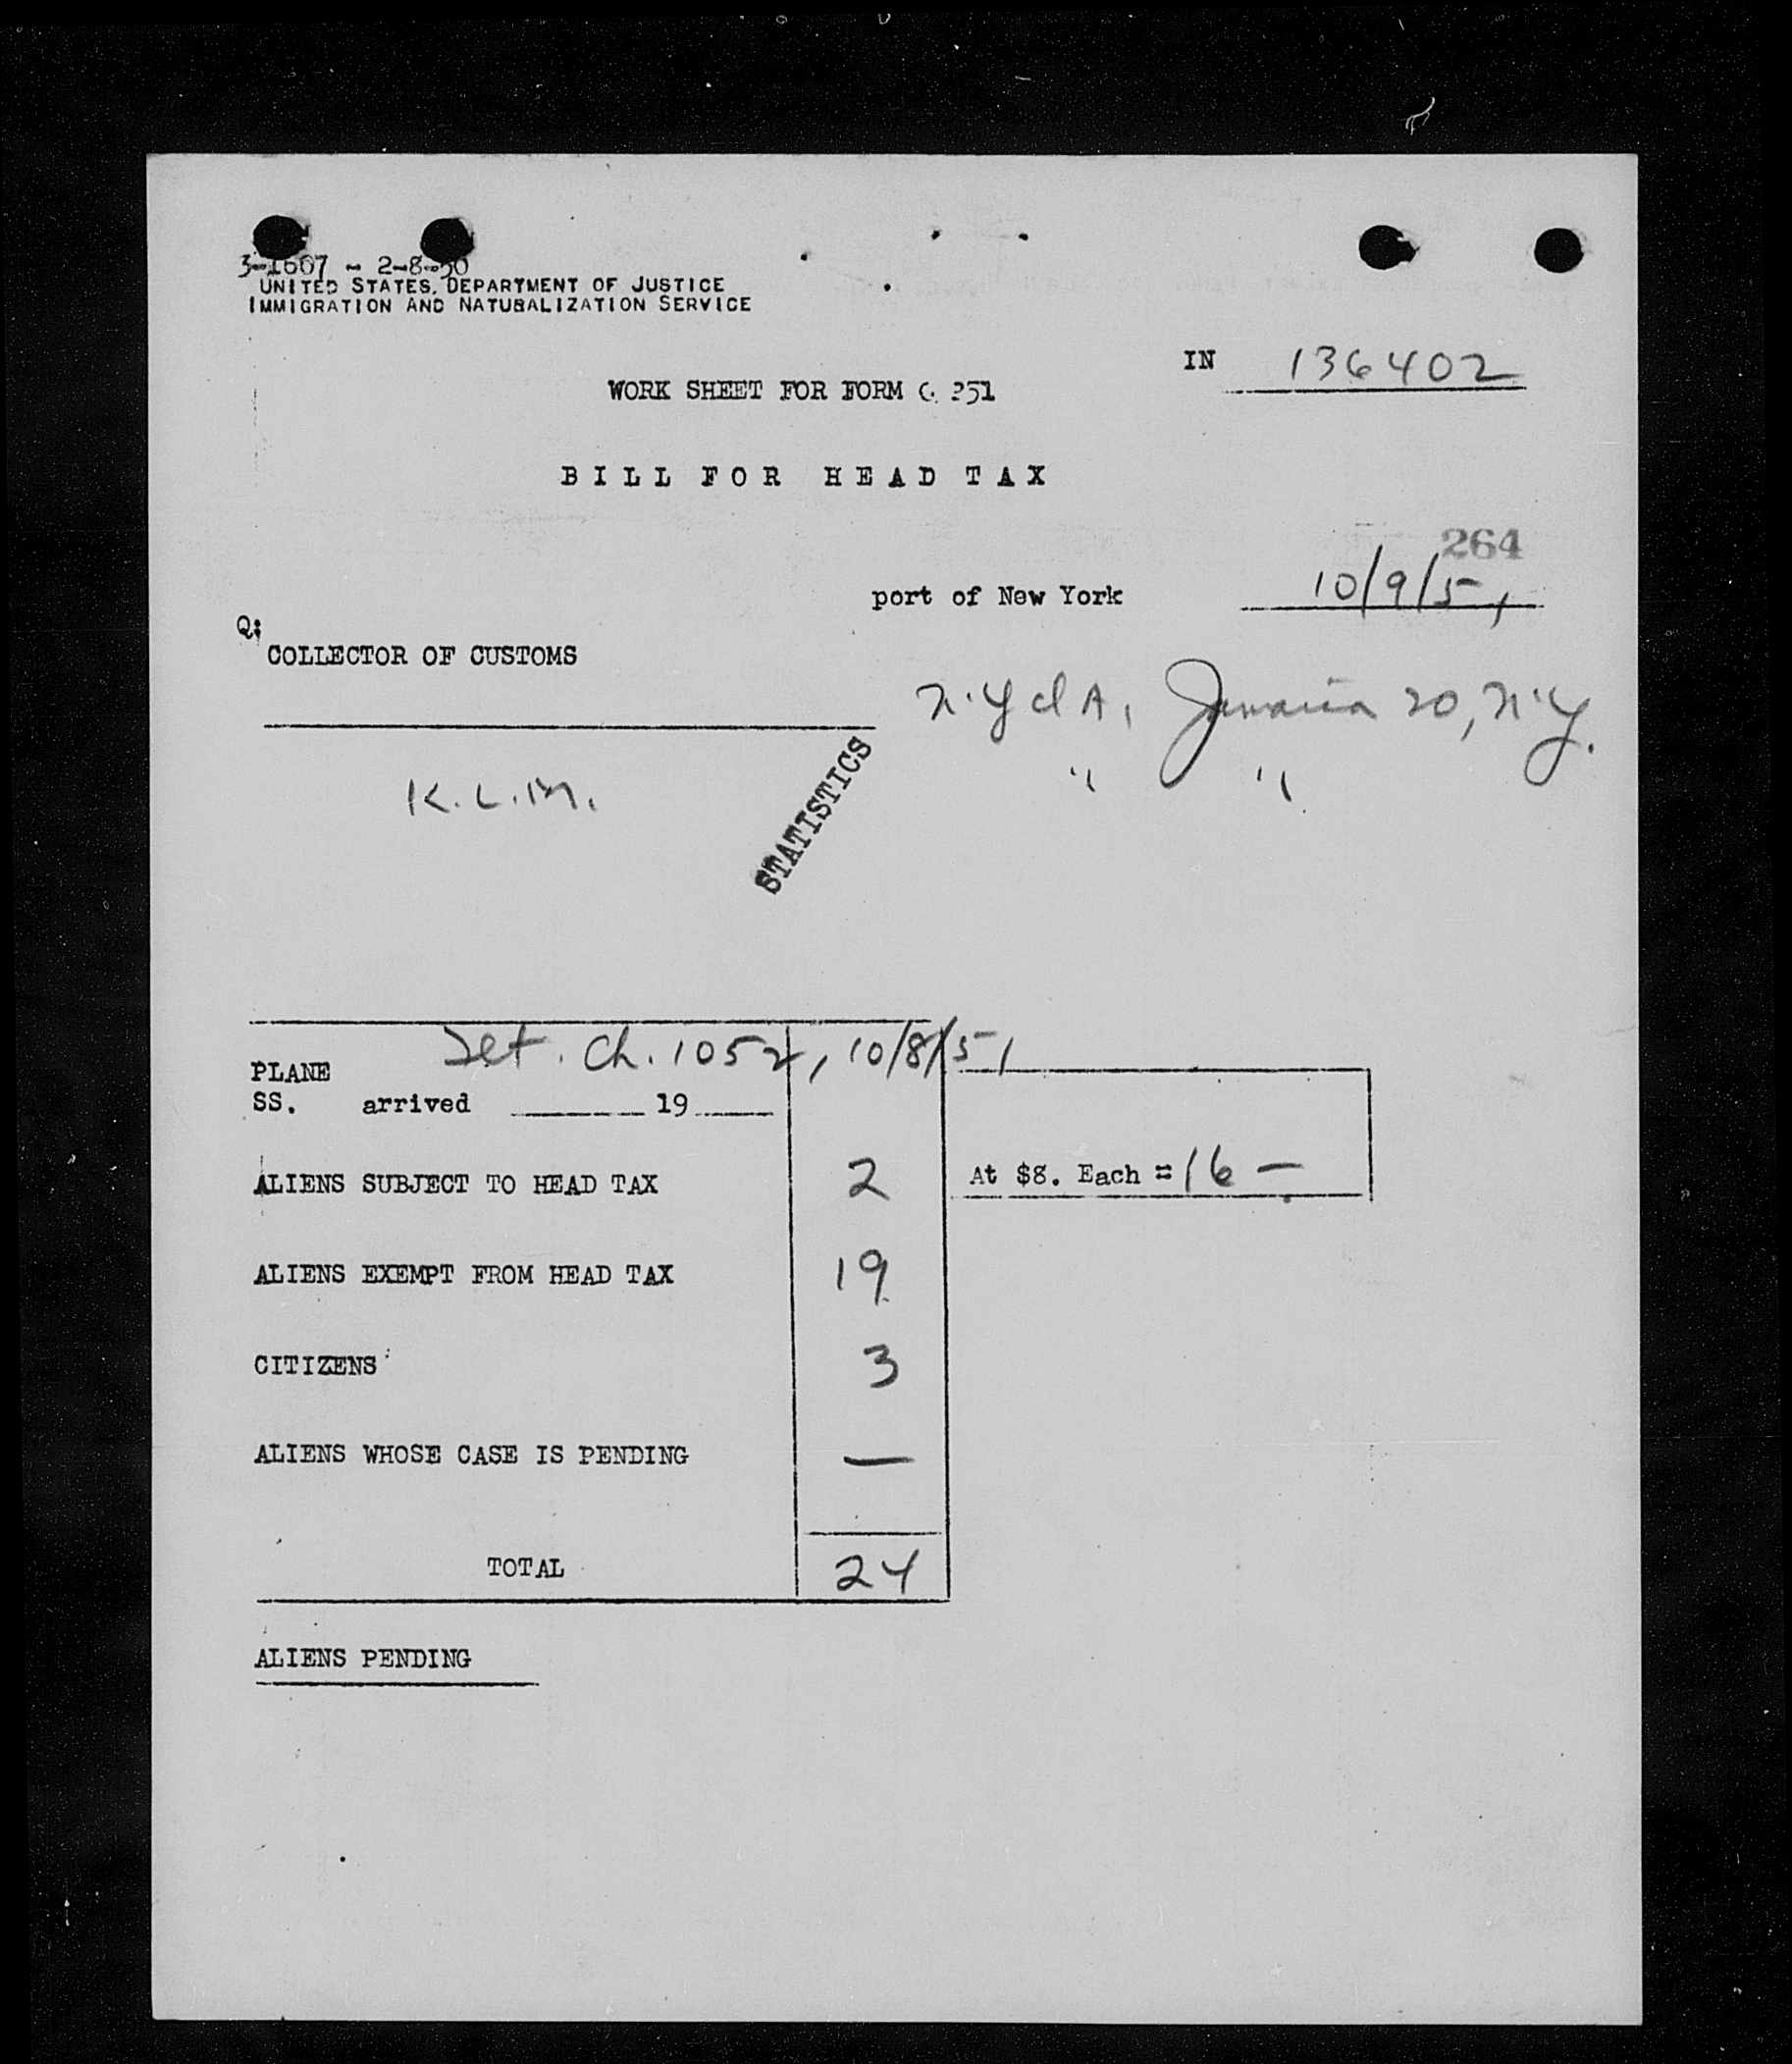 3-1607 - 2-8-50
UNITED STATES DEPARTMENT OF JUSTICE
IMMIGRATION AND NATURALIZATION SERVICE
IN 136402
WORK SHEET FOR FORM G 251
BILL FOR HEAD TAX
264
port of New York 10/9/51
Q:
COLLECTOR OF CUSTOMS
N.Y.I.A, Jamaica 20, N.Y.
" "
K.L.M.
STATISTICS
Ch. 1052, 10/8/51
PLANE
SS. arrived 19
ALIENS SUBJECT TO HEAD TAX 2 At $8. Each = 16 —
ALIENS EXEMPT FROM HEAD TAX 19
CITIZENS 3
ALIENS WHOSE CASE IS PENDING —
TOTAL 24
ALIENS PENDING